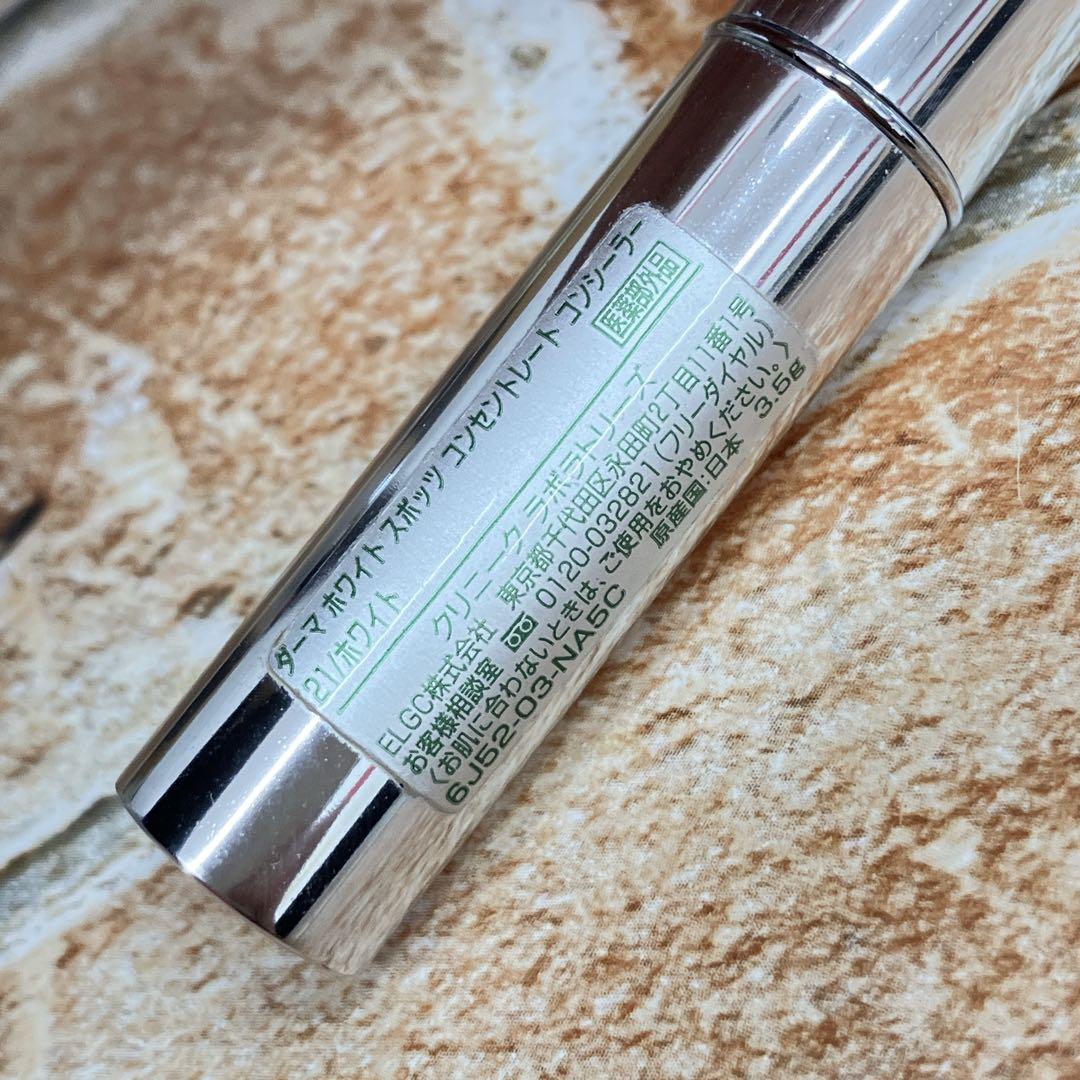 ダーマ ホワイト スポッツ コンセントレート コンシーラー
21/ホワイト
医薬部外品
クリニーク ラボラトリーズ
ELGC株式会社 東京都千代田区永田町2丁目11番1号
お客様相談室 0120-032821(フリーダイヤル)
〈お肌に合わないときは、ご使用をおやめください。〉
6J52-03-NA5C 原産国:日本 3.5g